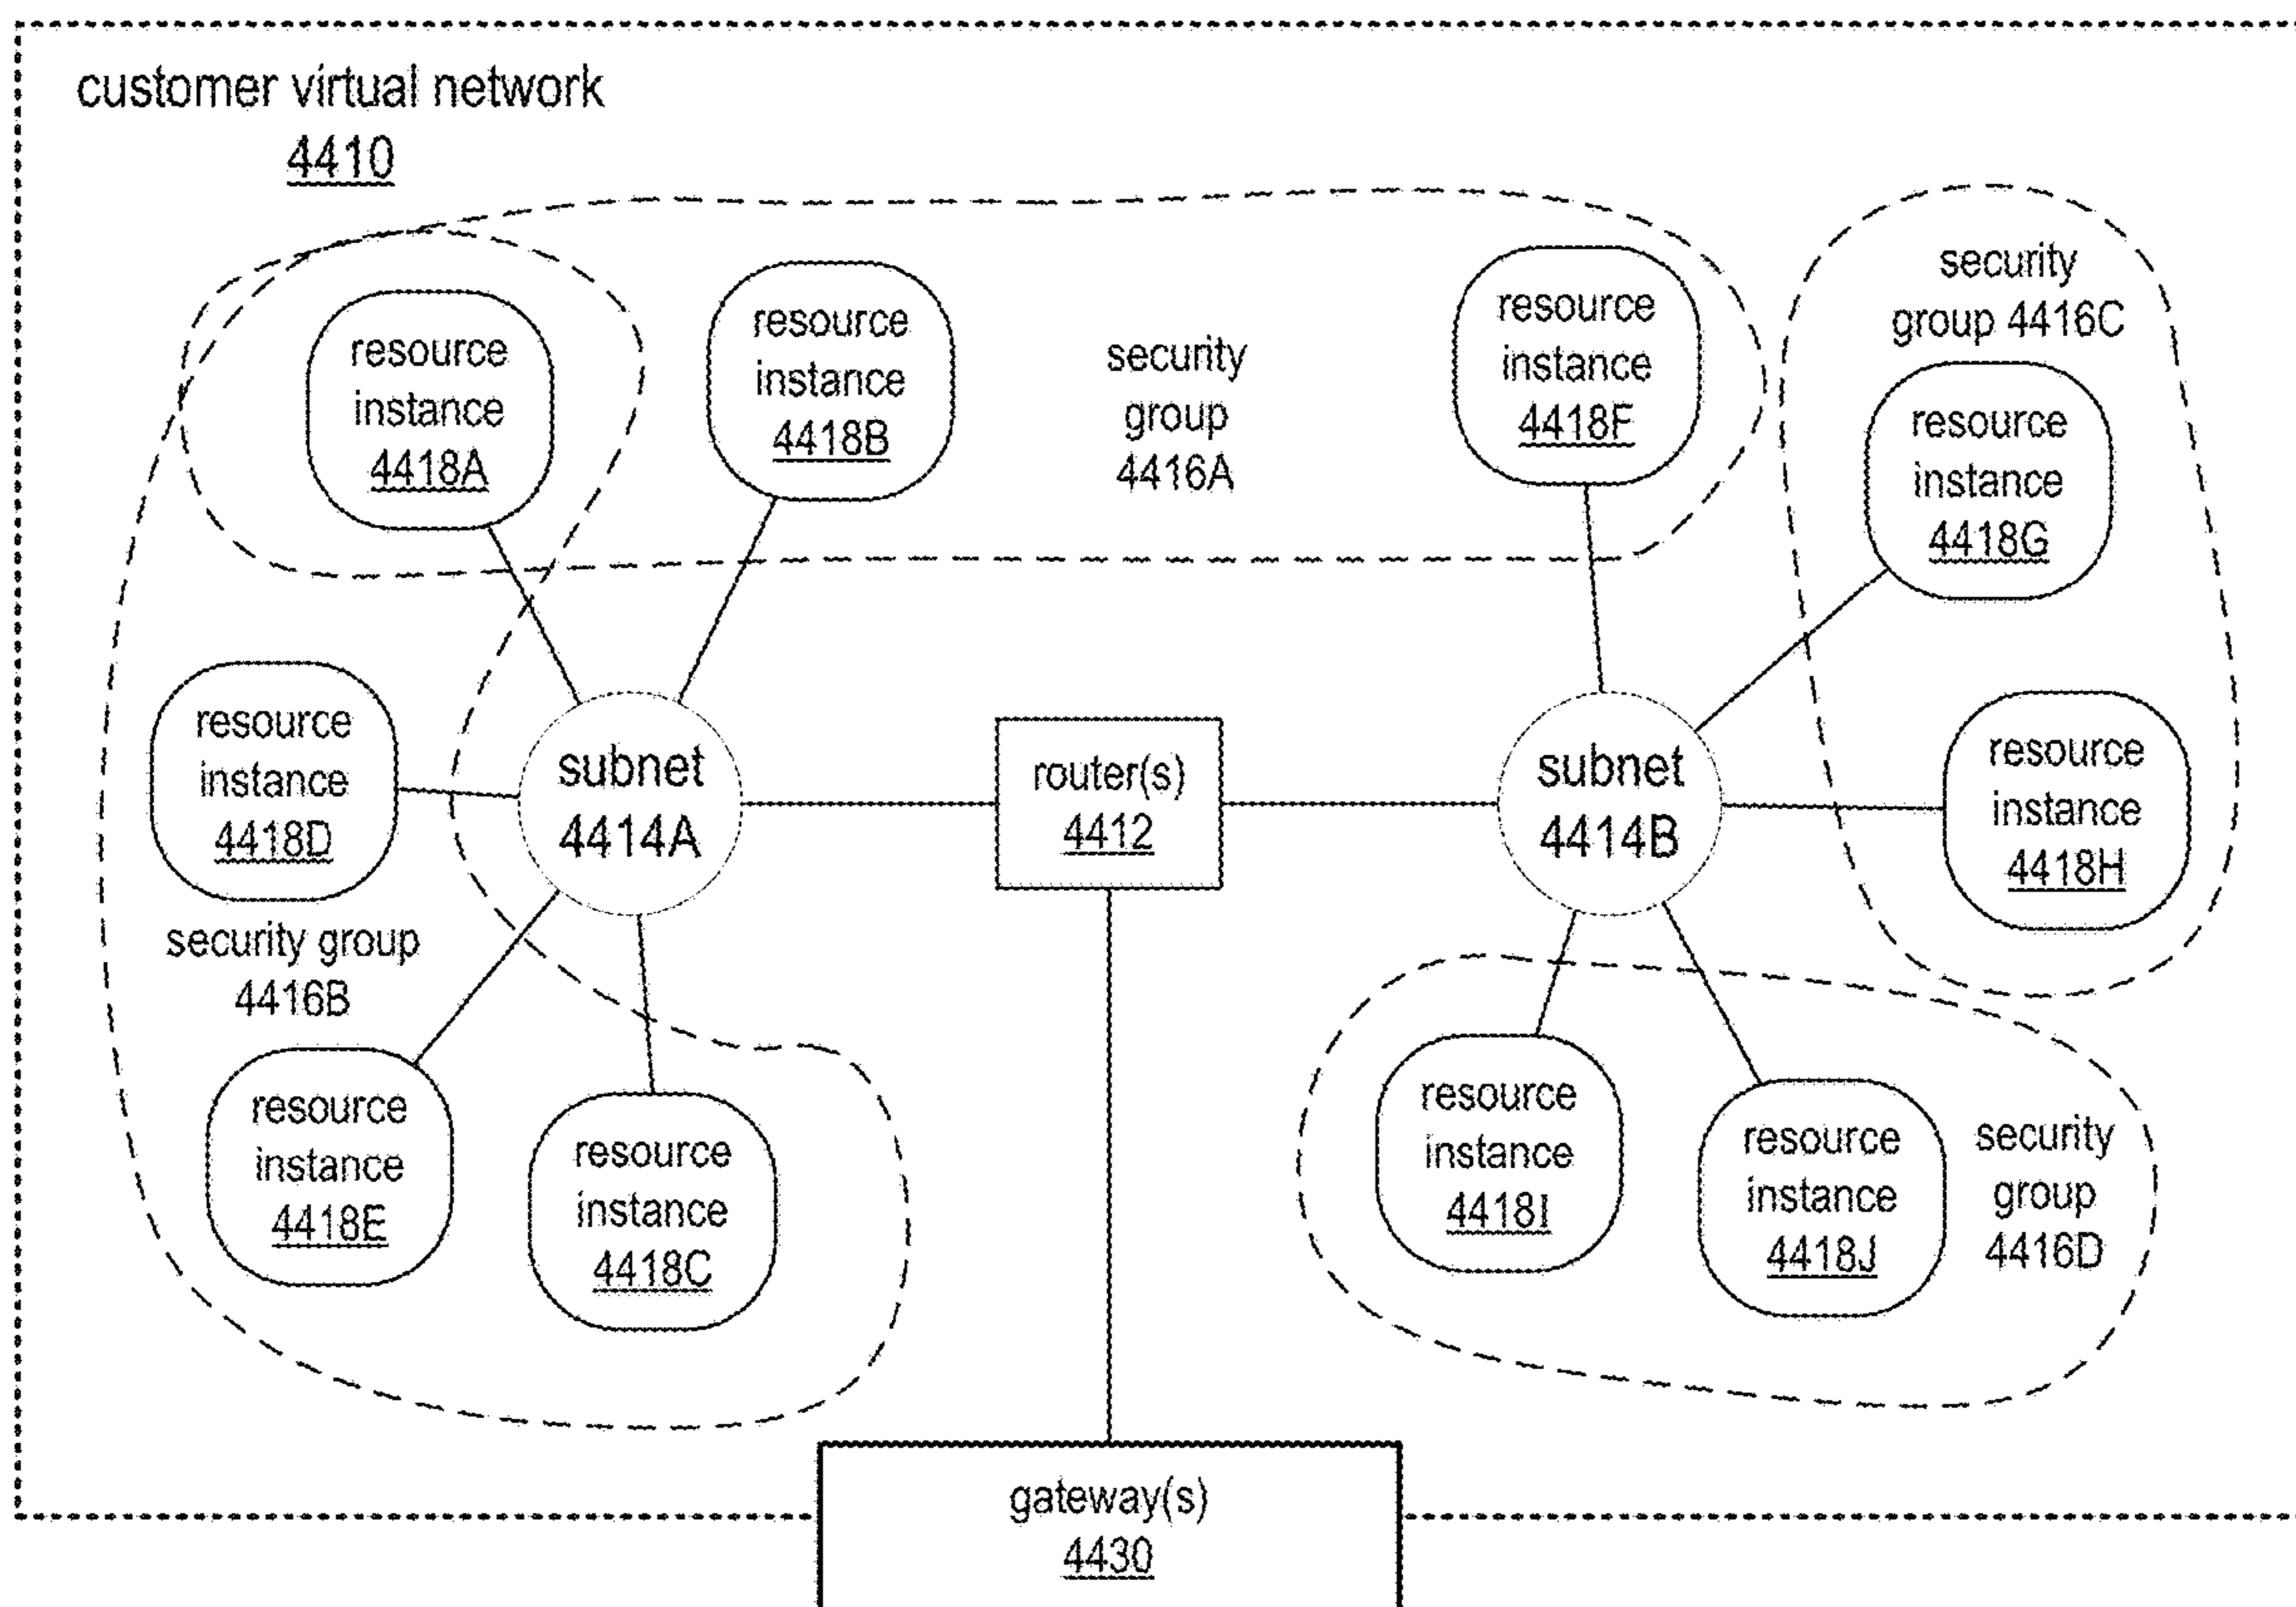 customer virtual network
4410
resource
instance
4418A
resource
instance
4418B
security
group
4416A
resource
instance
4418F
security
group 4416C
resource
instance
4418G
resource
instance
4418D
subnet
4414A
router(s)
4412
subnet
4414B
resource
instance
4418H
security group
4416B
resource
instance
4418E
resource
instance
4418C
resource
instance
4418I
resource
instance
4418J
security
group
4416D
gateway(s)
4430